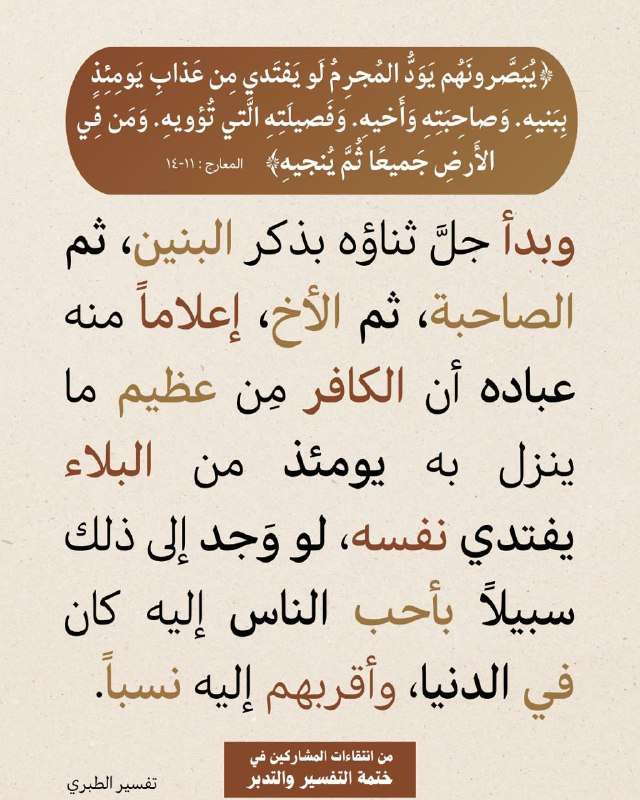 ﴿يُبَصَّرونَهُم يَوَدُّ المُجرِمُ لَو يَفتَدي مِن عَذابِ يَومِئِذٍ
بِبَنيهِ. وَصاحِبَتِهِ وَأَخيهِ. وَفَصيلَتِهِ الَّتي تُؤويهِ. وَمَن فِي
الأَرضِ جَميعًا ثُمَّ يُنجيهِ﴾ المعارج : ١١-١٤
وبدأ جلَّ ثناؤه بذكر البنين، ثم
الصاحبة، ثم الأخ، إعلاماً منه
عباده أن الكافر مِن عظيم ما
ينزل به يومئذ من البلاء
يفتدي نفسه، لو وَجد إلى ذلك
سبيلاً بأحب الناس إليه كان
في الدنيا، وأقربهم إليه نسباً.
من انتقاءات المشاركين في
ختمة التفسير والتدبر
تفسير الطبري